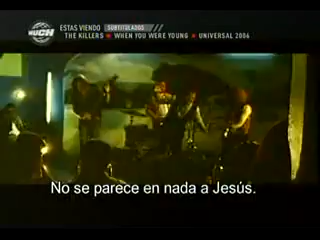 MUCH
ESTAS VIENDO SUBTITULADOS
THE KILLERS ★ WHEN YOU WERE YOUNG ★ UNIVERSAL 2006
No se parece en nada a Jesús.